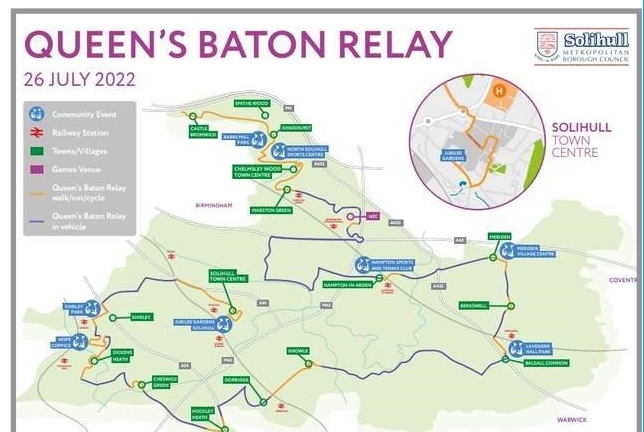 QUEEN'S BATON RELAY
26 JULY 2022
Solihull
METROPOLITAN
BOROUGH COUNCIL
Community Event
Railway Station
Towns/Villages
Games Venue
Queen's Baton Relay
walk/run/cycle
Queen's Baton Relay
in vehicle
SMITHS WOOD
CASTLE
BROMWICH
BABBS MILL
PARK
KINGSHURST
NORTH SOLIHULL
SPORTS CENTRE
CHELMSLEY WOOD
TOWN CENTRE
MARSTON GREEN
BIRMINGHAM
NEC
H
JUBILEE
GARDENS
SOLIHULL
TOWN
CENTRE
MERIDEN
MERIDEN
VILLAGE CENTRE
HAMPTON SPORTS
AND TENNIS CLUB
HAMPTON IN ARDEN
COVENTR
SOLIHULL
TOWN CENTRE
BERKSWELL
SHIRLEY
PARK
SHIRLEY
JUBILEE GARDENS
SOLIHULL
HOPE
COPPICE
DICKENS
HEATH
KNOWLE
LAVENDER
HALL PARK
BALSALL COMMON
CHESWICK
GREEN
DORRIDGE
HOCKLEY
HEATH
WARWICK